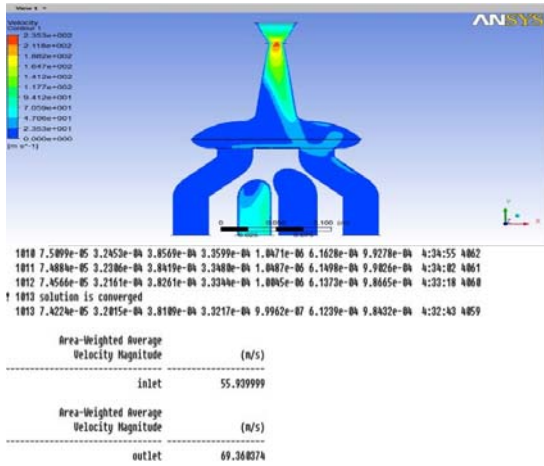 View 1
ANSYS
Velocity
Contour 1
2.353e+002
2.118e+002
1.882e+002
1.647e+002
1.412e+002
1.177e+002
9.412e+001
7.059e+001
4.706e+001
2.353e+001
0.000e+000
[m s^-1]
0
1010 7.5099e-05 3.2453e-04 3.8569e-04 3.3599e-04 1.0471e-06 6.1628e-04 9.9278e-04 4:34:55 4062
1011 7.4884e-05 3.2306e-04 3.8419e-04 3.3480e-04 1.0487e-06 6.1498e-04 9.9026e-04 4:34:02 4061
1012 7.4566e-05 3.2161e-04 3.8261e-04 3.3344e-04 1.0045e-06 6.1373e-04 9.8665e-04 4:33:18 4060
! 1013 solution is converged
1013 7.4224e-05 3.2015e-04 3.8109e-04 3.3217e-04 9.9962e-07 6.1239e-04 9.8432e-04 4:32:43 4059
Area-Weighted Average
Velocity Magnitude (m/s)
inlet 55.939999
Area-Weighted Average
Velocity Magnitude (m/s)
outlet 69.360374